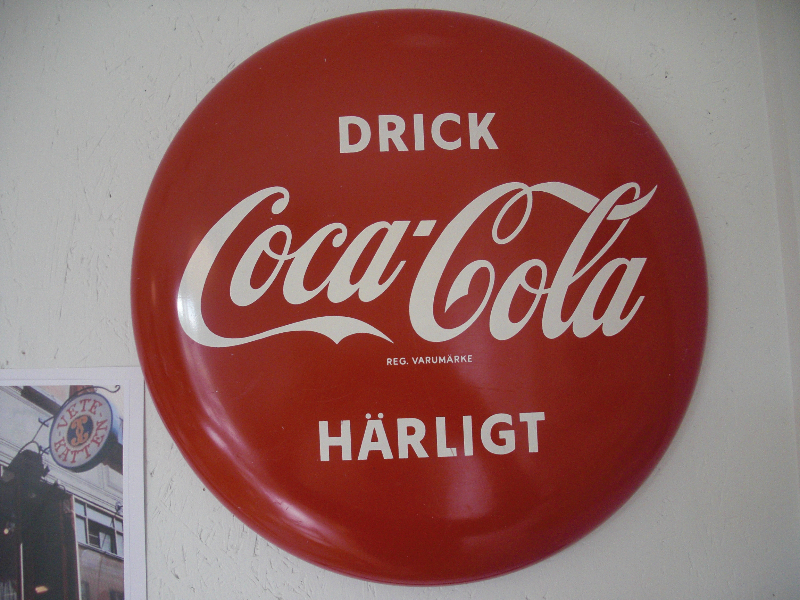 DRICK
Coca-Cola
REG. VARUMÄRKE
HÄRLIGT
VETE-
KATTEN